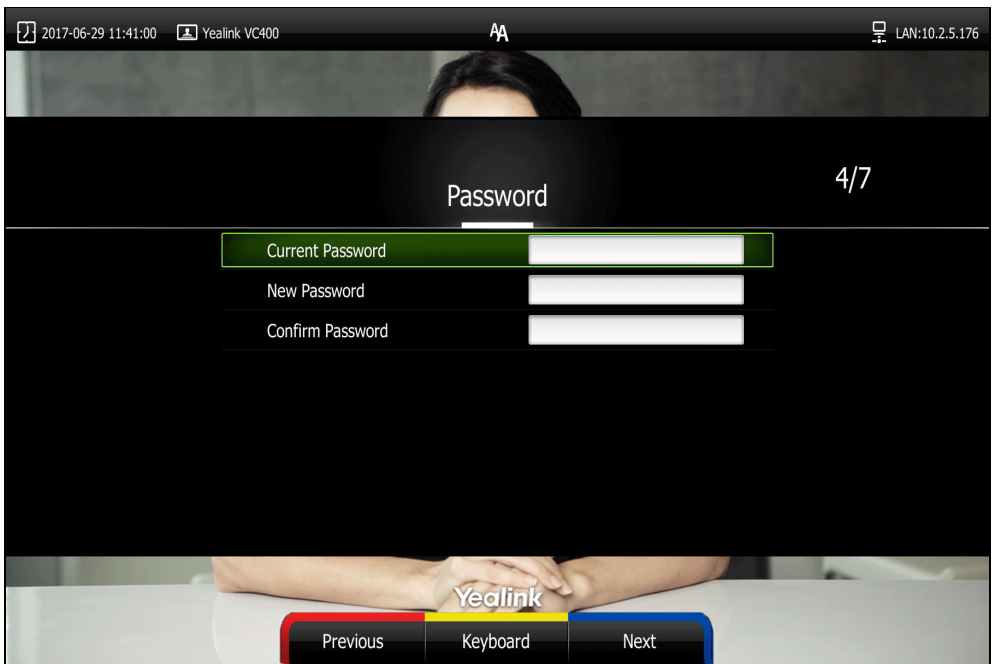 2017-06-29 11:41:00 Yealink VC400 AA LAN:10.2.5.176
4/7
Password
Current Password
New Password
Confirm Password
Yealink
Previous Keyboard Next